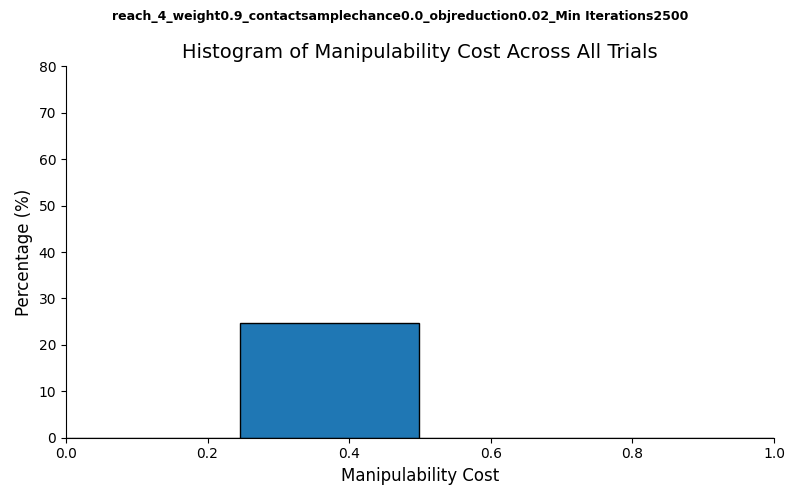 reach_4_weight0.9_contactsamplechance0.0_objreduction0.02_Min Iterations2500
Histogram of Manipulability Cost Across All Trials
Percentage (%)
80
70
60
50
40
30
20
10
0
0.0 0.2 0.4 0.6 0.8 1.0
Manipulability Cost